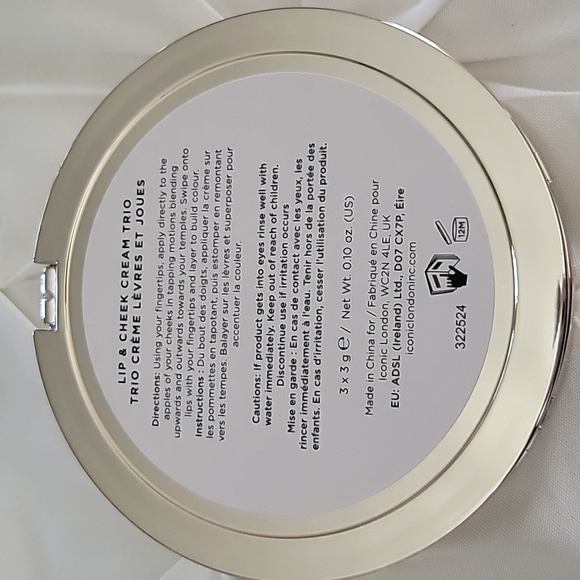 LIP & CHEEK CREAM TRIO
TRIO CRÈME LÈVRES ET JOUES
Directions: Using your fingertips, apply directly to the
apples of your cheeks in tapping motions blending
upwards and outwards towards your temples. Swipe onto
lips with your fingertips and layer to build colour.
Instructions : Du bout des doigts, appliquer la crème sur
les pommettes en tapotant, puis estomper en remontant
vers les tempes. Balayer sur les lèvres et superposer pour
accentuer la couleur.
Cautions: If product gets into eyes rinse well with
water immediately. Keep out of reach of children.
Discontinue use if irritation occurs
Mise en garde : En cas de contact avec les yeux, les
rincer immédiatement à l'eau. Tenir hors de la portée des
enfants. En cas d'irritation, cesser l'utilisation du produit.
3 x 3 g ℮ / Net Wt. 0.10 oz. (US)
Made in China for / Fabriqué en Chine pour
Iconic London, WC2N 4LE, UK
EU: ADSL (Ireland) Ltd., D07 CX7P, Éire
iconiclondoninc.com
322524
12M